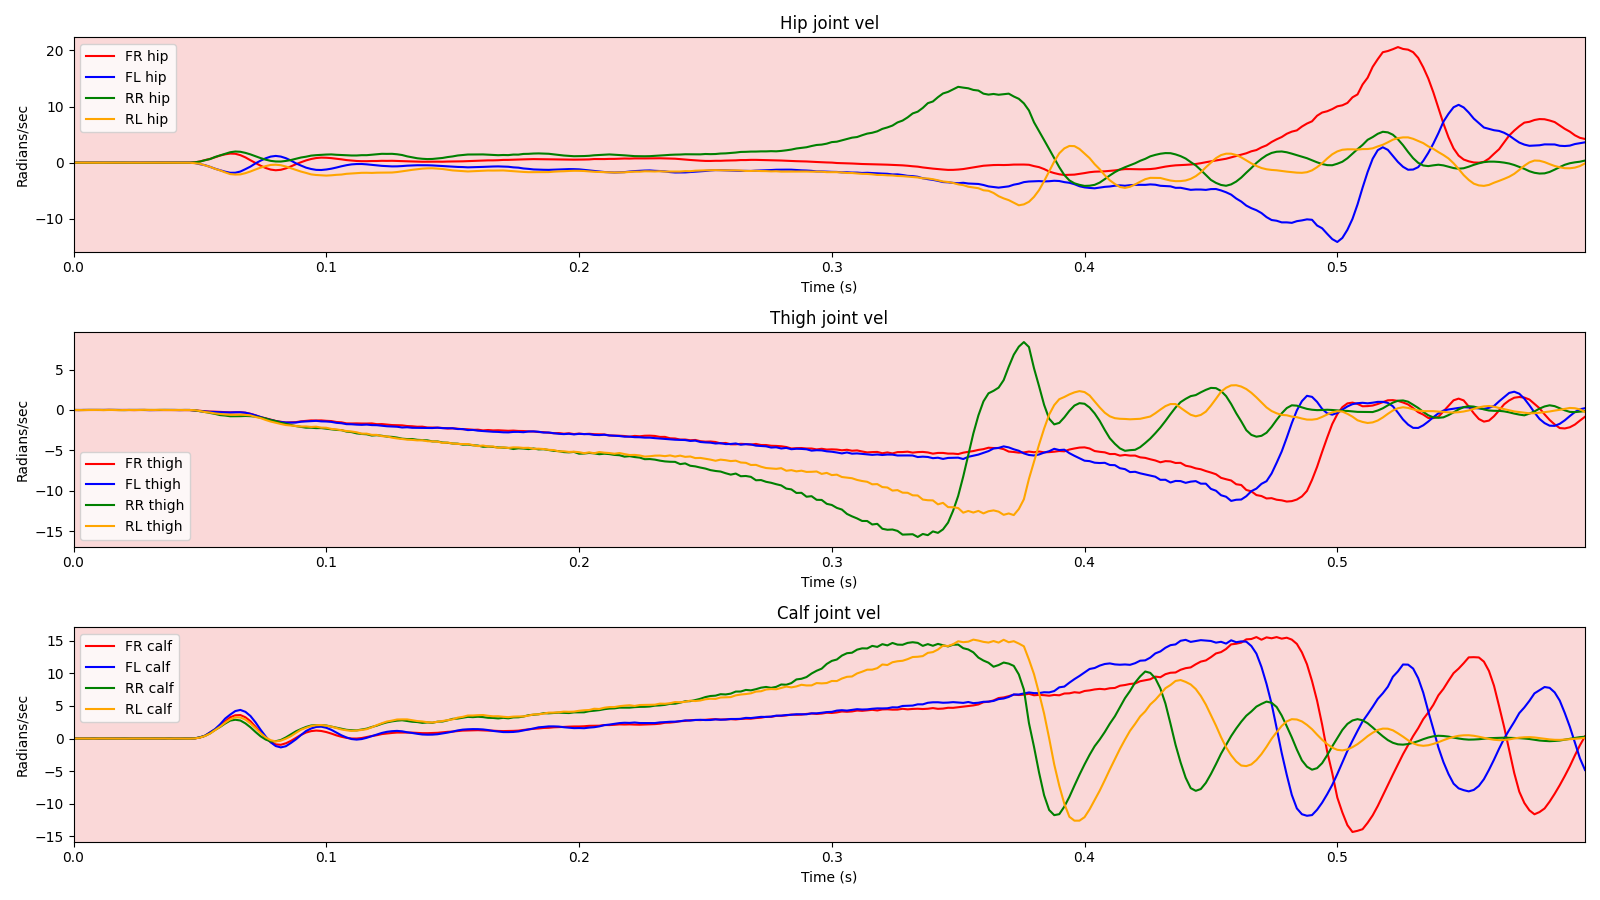 Hip joint vel
Radians/sec
20
10
0
−10
FR hip
FL hip
RR hip
RL hip
0.0 0.1 0.2 0.3 0.4 0.5
Time (s)
Thigh joint vel
Radians/sec
5
0
−5
−10
−15
FR thigh
FL thigh
RR thigh
RL thigh
0.0 0.1 0.2 0.3 0.4 0.5
Time (s)
Calf joint vel
Radians/sec
15
10
5
0
−5
−10
−15
FR calf
FL calf
RR calf
RL calf
0.0 0.1 0.2 0.3 0.4 0.5
Time (s)